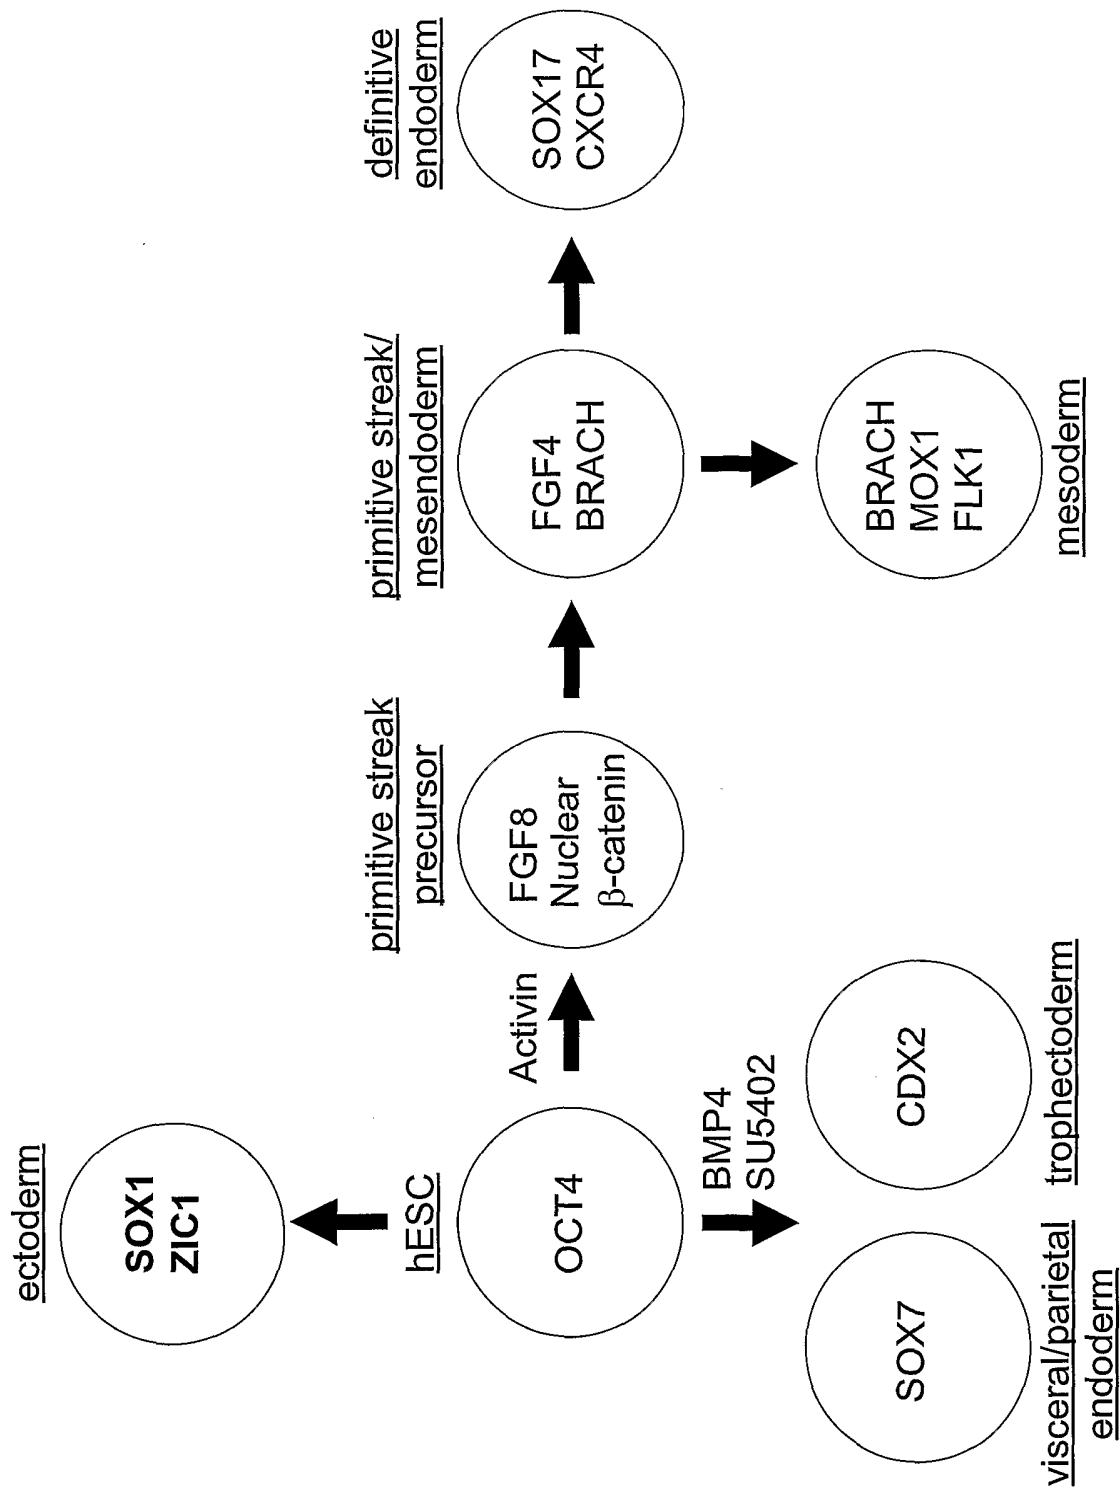 ectoderm
SOX1
ZIC1
hESC
OCT4
Activin
BMP4
SU5402
SOX7
visceral/parietal
endoderm
CDX2
trophectoderm
primitive streak
precursor
FGF8
Nuclear
β-catenin
primitive streak/
mesendoderm
FGF4
BRACH
BRACH
MOX1
FLK1
mesoderm
definitive
endoderm
SOX17
CXCR4